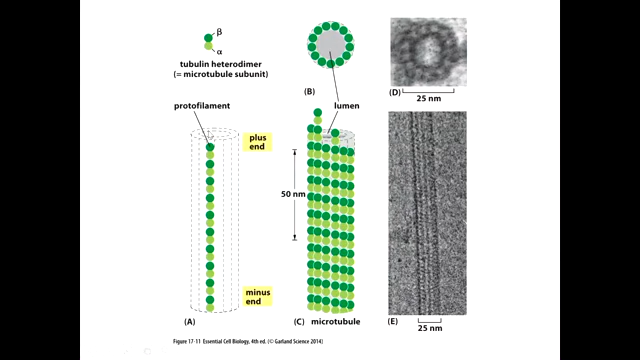 β
α
tubulin heterodimer
(= microtubule subunit)
protofilament
plus
end
minus
end
(A)
(B)
lumen
50 nm
(C) microtubule
(D)
25 nm
(E)
25 nm
Figure 17-11 Essential Cell Biology, 4th ed. (© Garland Science 2014)